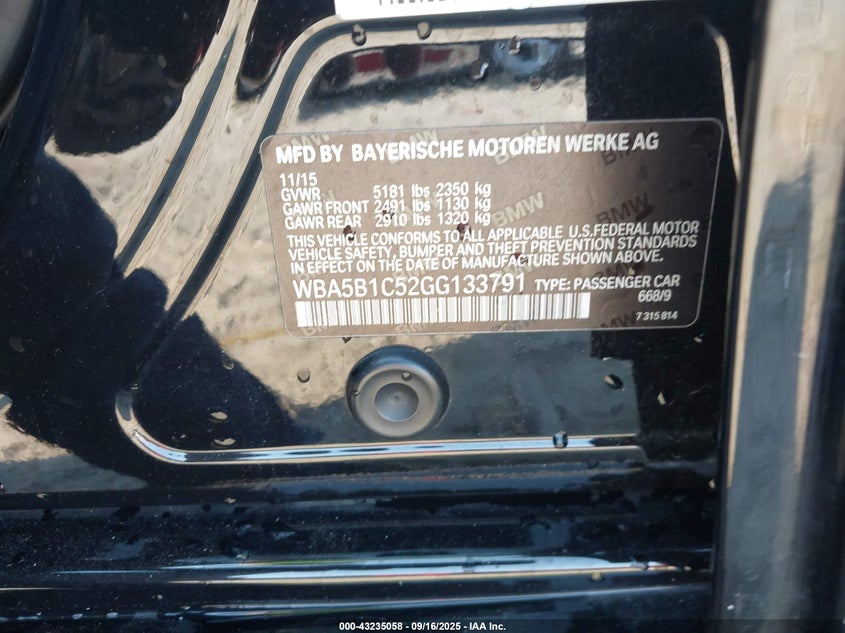 MFD BY BAYERISCHE MOTOREN WERKE AG
11/15
GVWR 5181 lbs 2350 kg
GAWR FRONT 2491 lbs 1130 kg
GAWR REAR 2910 lbs 1320 kg
THIS VEHICLE CONFORMS TO ALL APPLICABLE U.S.FEDERAL MOTOR
VEHICLE SAFETY, BUMPER AND THEFT PREVENTION STANDARDS
IN EFFECT ON THE DATE OF MANUFACTURE SHOWN ABOVE.
WBA5B1C52GG133791 TYPE: PASSENGER CAR
668/9
7 315 814
000-43235058 - 09/16/2025 - IAA Inc.